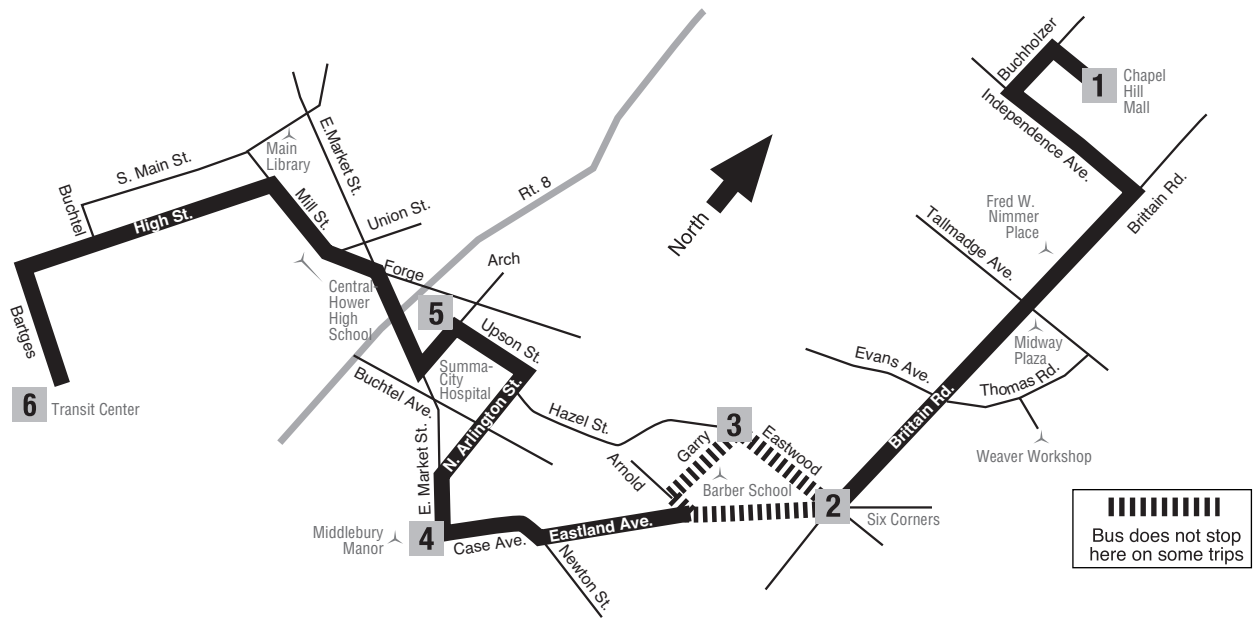 Buchholzer
1
Chapel
Hill
Mall
Independence Ave.
Brittain Rd.
Fred W.
Nimmer
Place
Tallmadge Ave.
Midway
Plaza
Evans Ave.
Thomas Rd.
Weaver Workshop
Brittain Rd.
North
Rt. 8
E.Market St.
Main
Library
S. Main St.
Buchtel
High St.
Mill St.
Union St.
Bartges
6
Transit Center
Central-
Hower
High
School
Forge
Arch
5
Upson St.
Summa-
City
Hospital
Buchtel Ave.
N. Arlington St.
E. Market St.
Hazel St.
3
Garry
Eastwood
Arnold
Barber School
2
Six Corners
Middlebury
Manor
4
Case Ave.
Eastland Ave.
Newton St.
Bus does not stop
here on some trips